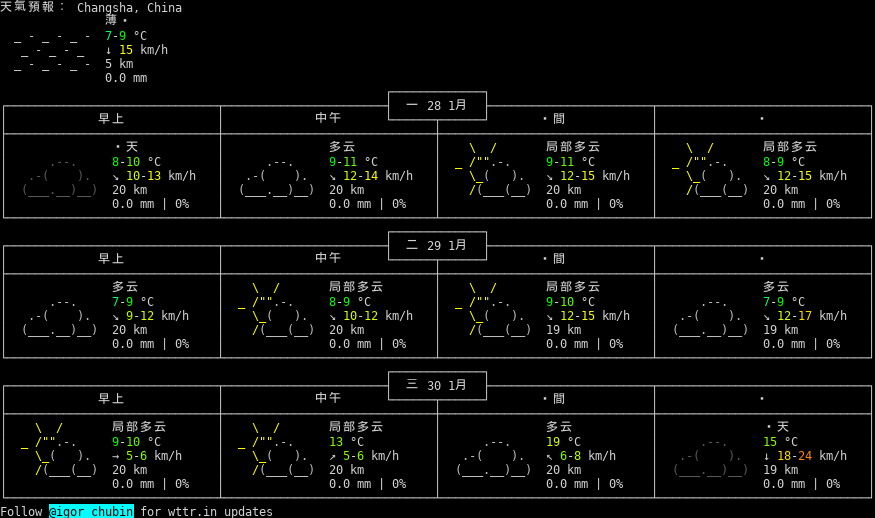 天氣預報： Changsha, China
薄・
7-9 °C
↓ 15 km/h
5 km
0.0 mm
一 28 1月
早上 中午 ・間 ・
・天 多云 局部多云 局部多云
8-10 °C 9-11 °C 9-11 °C 8-9 °C
↘ 10-13 km/h ↘ 12-14 km/h ↘ 12-15 km/h ↘ 12-15 km/h
20 km 20 km 20 km 20 km
0.0 mm | 0% 0.0 mm | 0% 0.0 mm | 0% 0.0 mm | 0%
二 29 1月
早上 中午 ・間 ・
多云 局部多云 局部多云 多云
7-9 °C 8-9 °C 9-10 °C 7-9 °C
↘ 9-12 km/h ↘ 10-12 km/h ↘ 12-15 km/h ↘ 12-17 km/h
20 km 20 km 19 km 19 km
0.0 mm | 0% 0.0 mm | 0% 0.0 mm | 0% 0.0 mm | 0%
三 30 1月
早上 中午 ・間 ・
局部多云 局部多云 多云 ・天
9-10 °C 13 °C 19 °C 15 °C
→ 5-6 km/h ↗ 5-6 km/h ↖ 6-8 km/h ↓ 18-24 km/h
20 km 20 km 20 km 19 km
0.0 mm | 0% 0.0 mm | 0% 0.0 mm | 0% 0.0 mm | 0%
Follow @igor_chubin for wttr.in updates